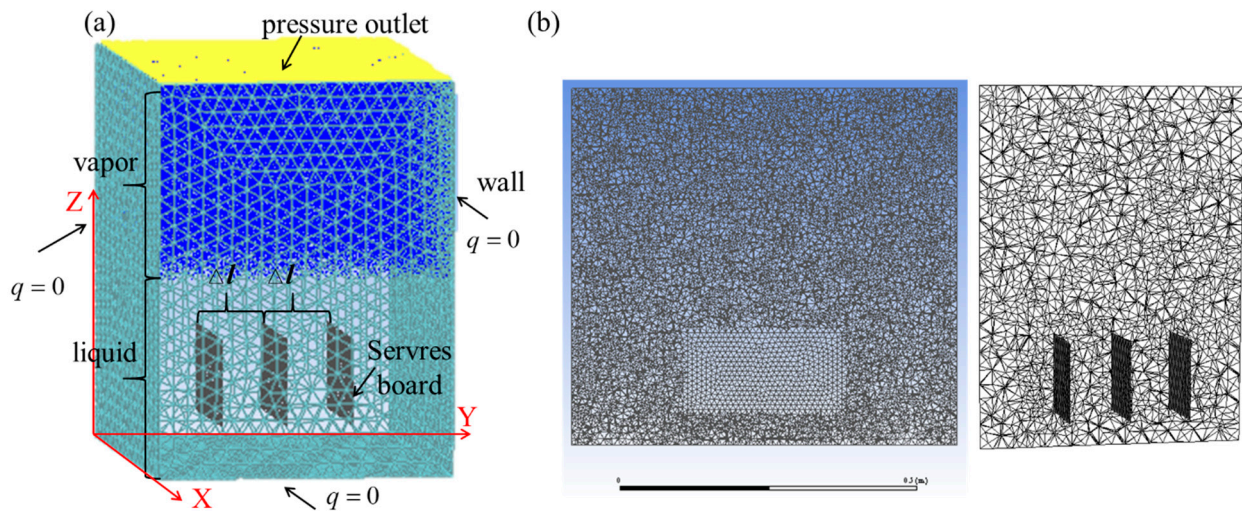 (a)
pressure outlet
(b)
vapor
wall
Z
q = 0
q = 0
Δl Δl
liquid
Servres
board
Y
X
q = 0
0
0.3 (m)